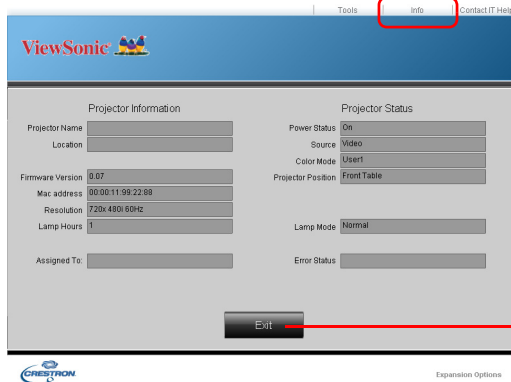 Tools Info Contact IT Help
ViewSonic
Projector Information Projector Status
Projector Name Power Status On
Location Source Video
Color Mode User1
Firmware Version 0.07 Projector Position Front Table
Mac address 00:00:11:99:22:88
Resolution 720x 480i 60Hz
Lamp Hours 1 Lamp Mode Normal
Assigned To: Error Status
Exit
CRESTRON Expansion Options